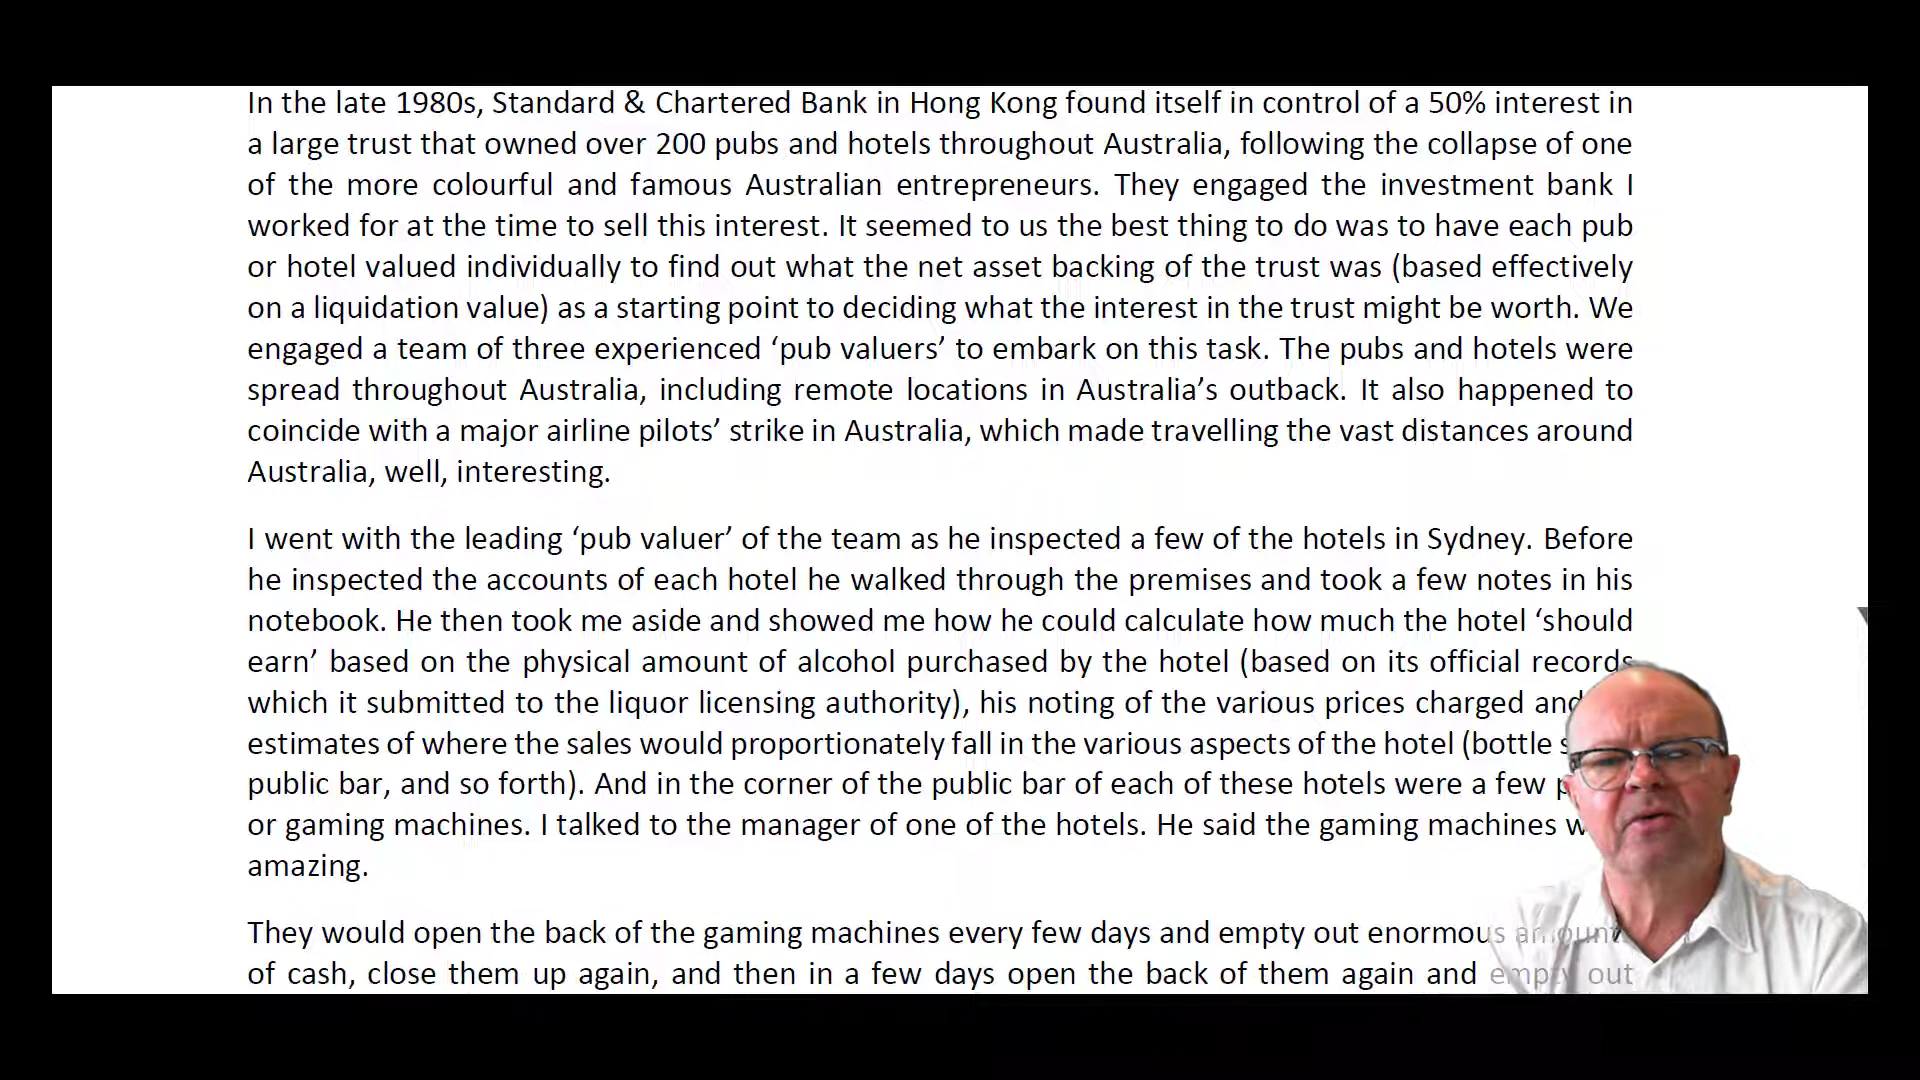 In the late 1980s, Standard & Chartered Bank in Hong Kong found itself in control of a 50% interest in
a large trust that owned over 200 pubs and hotels throughout Australia, following the collapse of one
of the more colourful and famous Australian entrepreneurs. They engaged the investment bank I
worked for at the time to sell this interest. It seemed to us the best thing to do was to have each pub
or hotel valued individually to find out what the net asset backing of the trust was (based effectively
on a liquidation value) as a starting point to deciding what the interest in the trust might be worth. We
engaged a team of three experienced ‘pub valuers’ to embark on this task. The pubs and hotels were
spread throughout Australia, including remote locations in Australia’s outback. It also happened to
coincide with a major airline pilots’ strike in Australia, which made travelling the vast distances around
Australia, well, interesting.
I went with the leading ‘pub valuer’ of the team as he inspected a few of the hotels in Sydney. Before
he inspected the accounts of each hotel he walked through the premises and took a few notes in his
notebook. He then took me aside and showed me how he could calculate how much the hotel ‘should
earn’ based on the physical amount of alcohol purchased by the hotel (based on its official records
which it submitted to the liquor licensing authority), his noting of the various prices charged and
estimates of where the sales would proportionately fall in the various aspects of the hotel (bottle
public bar, and so forth). And in the corner of the public bar of each of these hotels were a few
or gaming machines. I talked to the manager of one of the hotels. He said the gaming machines
amazing.
They would open the back of the gaming machines every few days and empty out enormous amounts
of cash, close them up again, and then in a few days open the back of them again and empty out